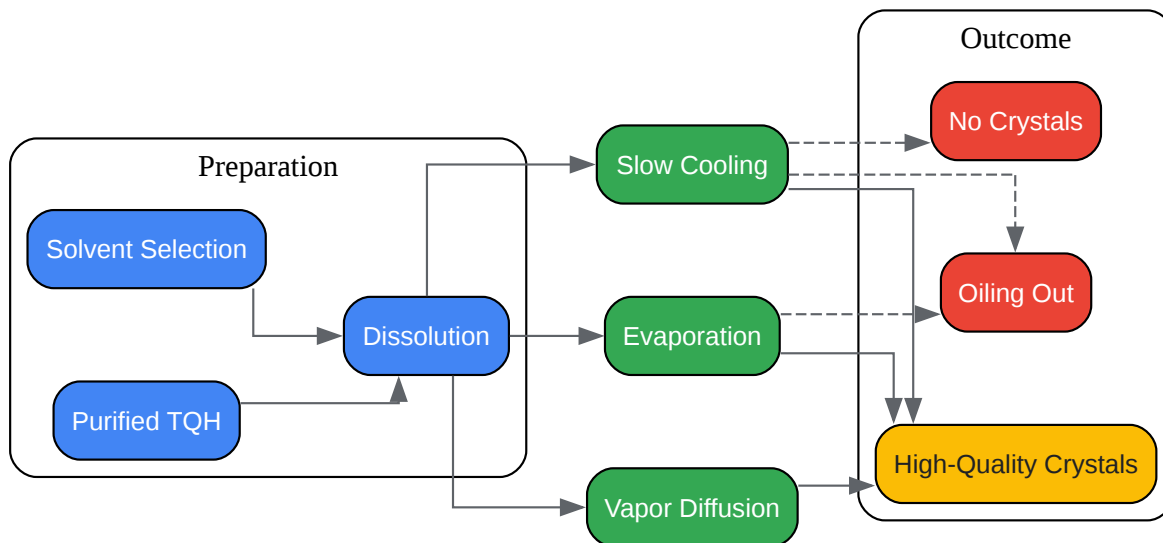 Preparation
Solvent Selection
Purified TQH
Dissolution
Slow Cooling
Evaporation
Vapor Diffusion
Outcome
No Crystals
Oiling Out
High-Quality Crystals